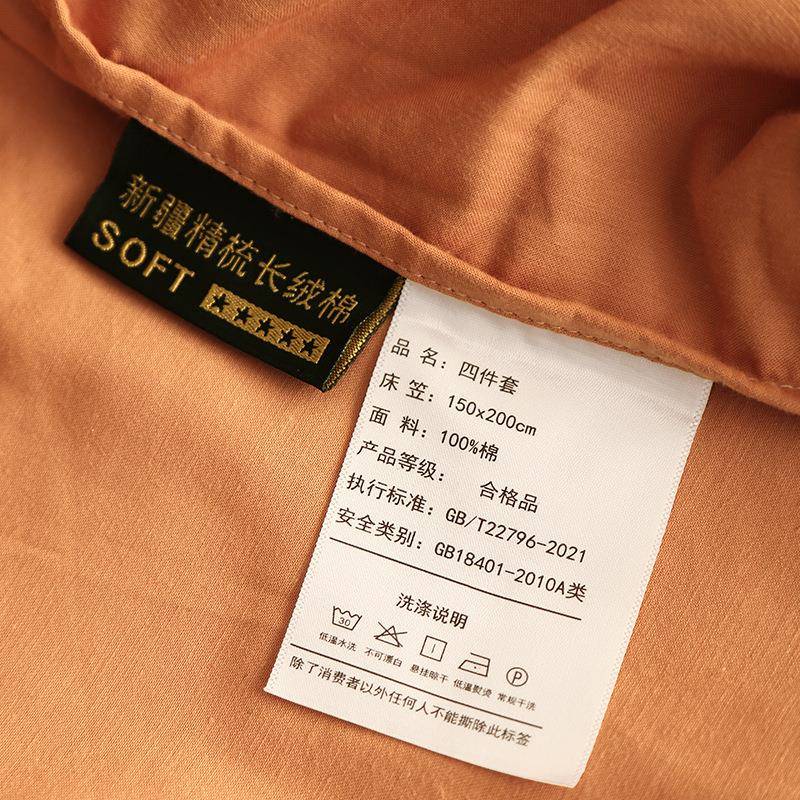 新疆精梳长绒棉
SOFT
品 名：四件套
床 笠：150x200cm
面 料：100%棉
产品等级： 合格品
执行标准：GB/T22796-2021
安全类别：GB18401-2010A类
洗涤说明
30
P
低温水洗 不可漂白 悬挂晾干 低温熨烫 常规干洗
除了消费者以外任何人不能撕除此标签